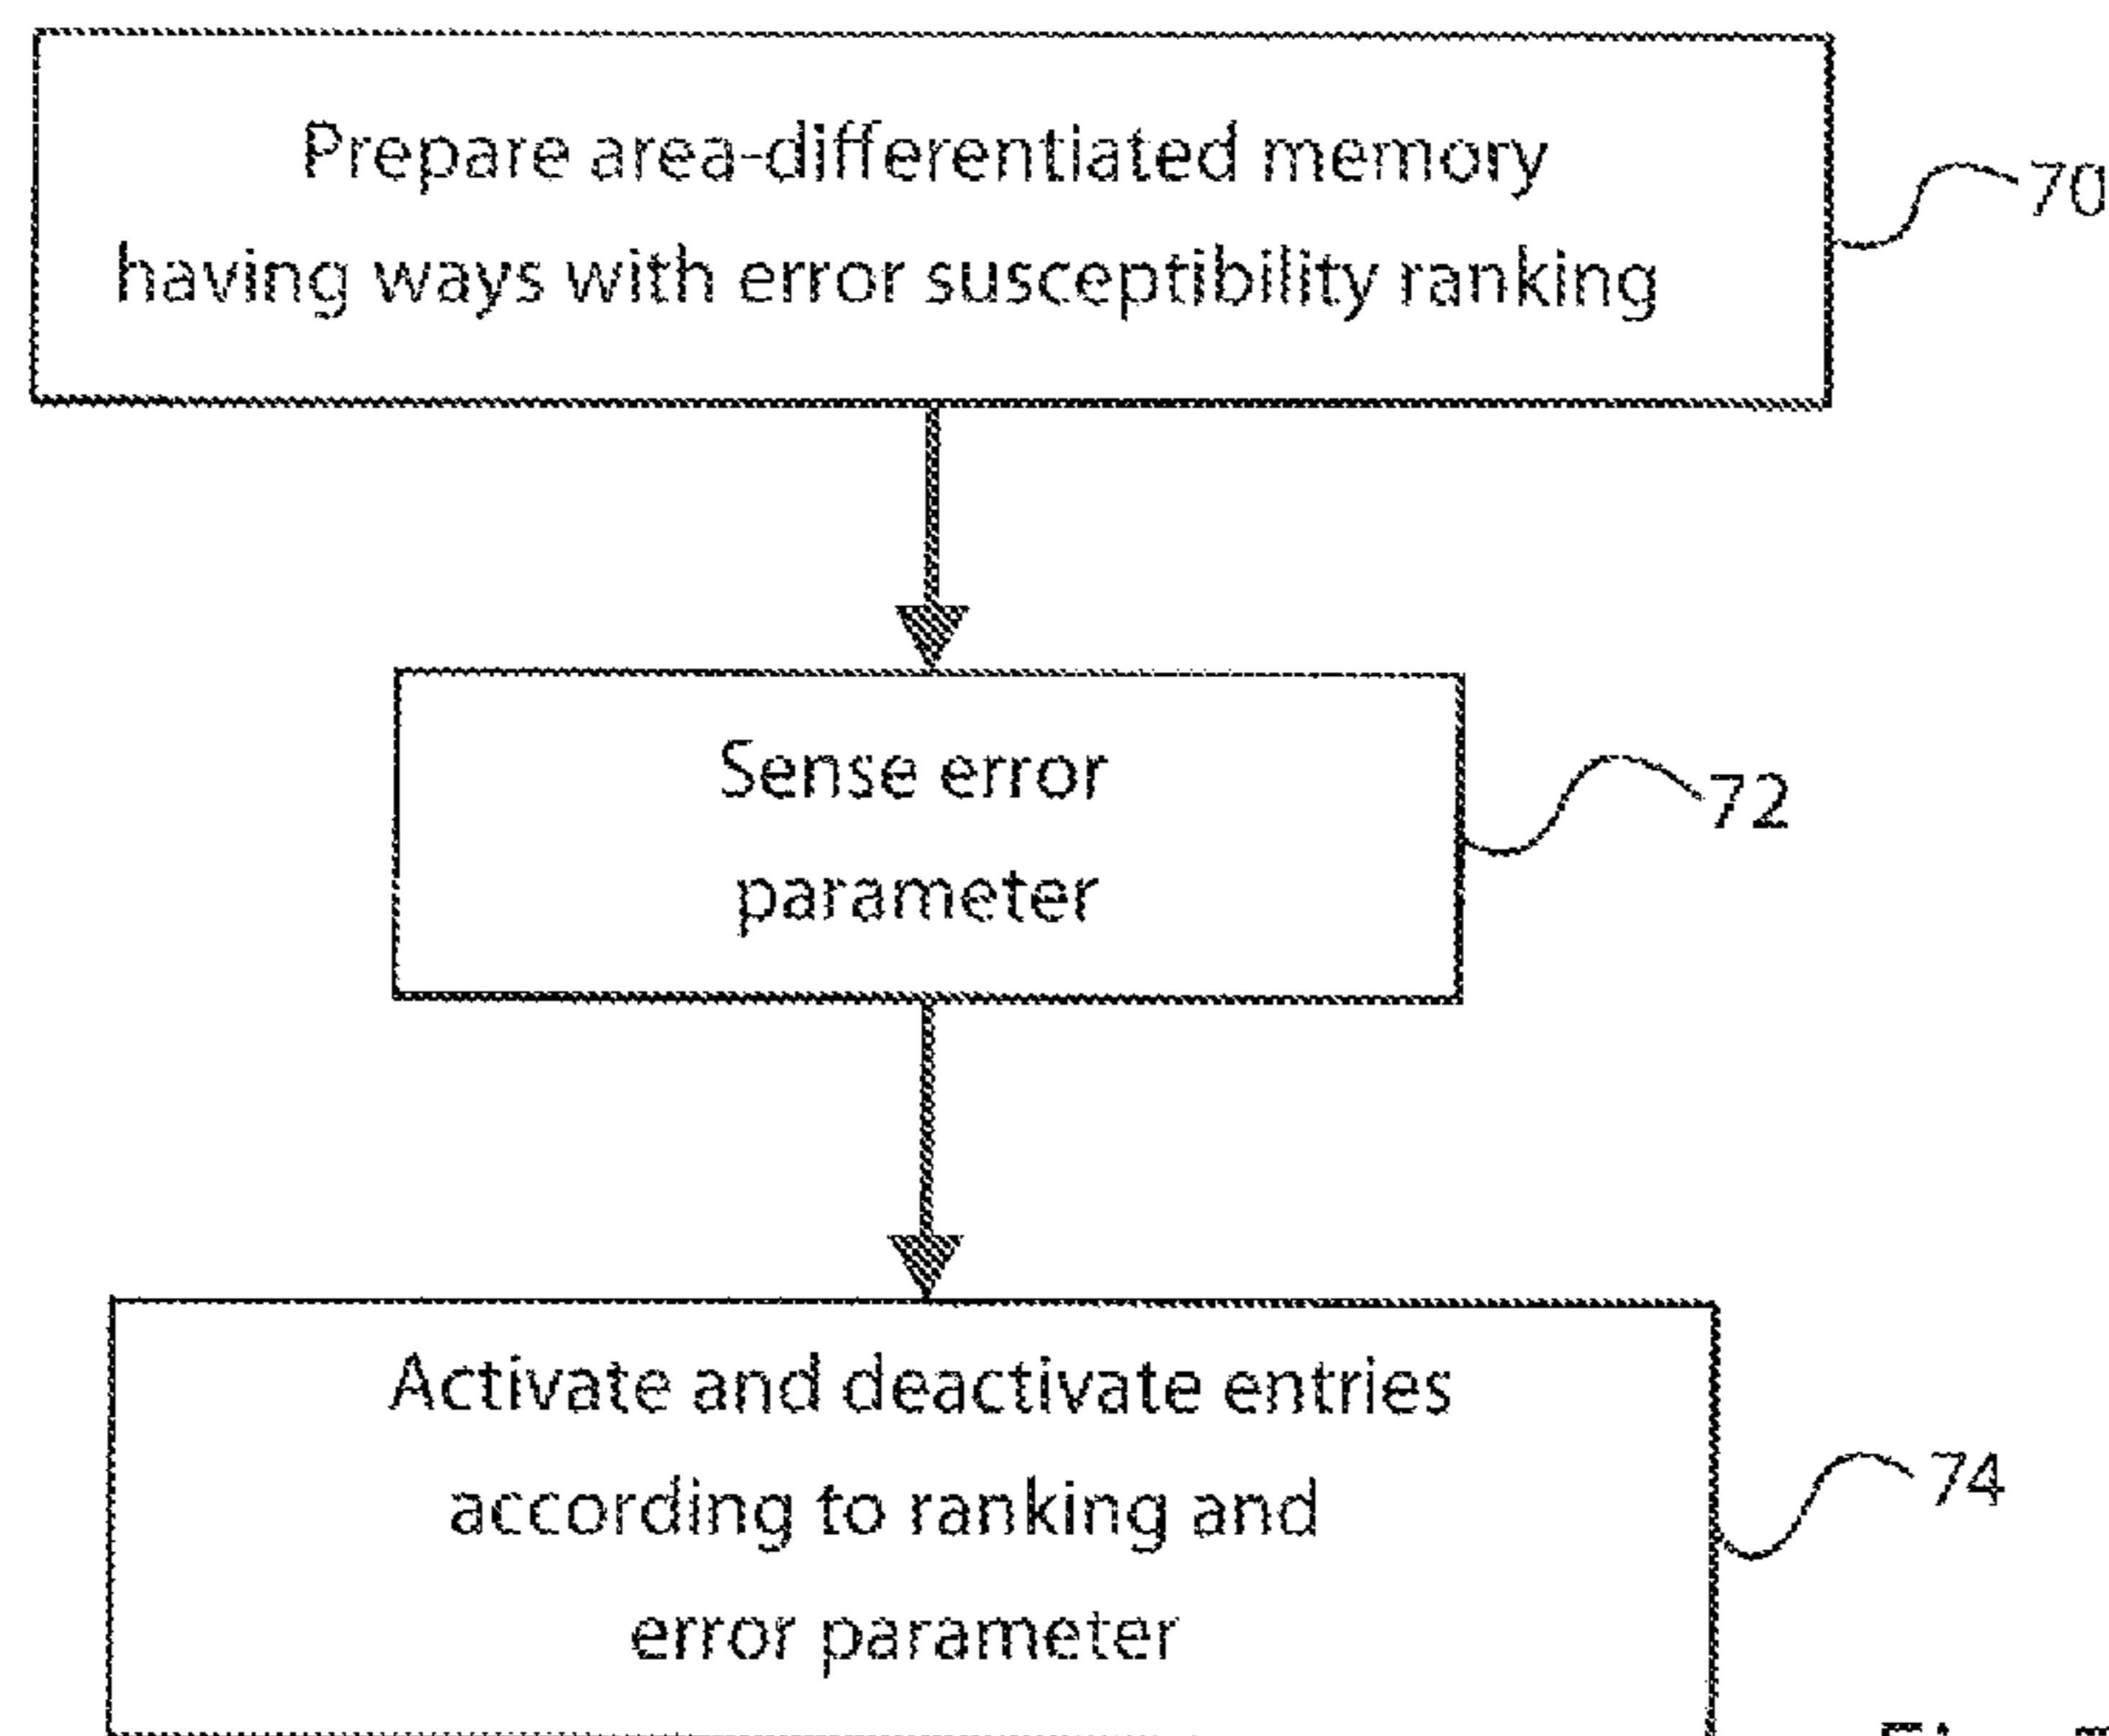 Prepare area-differentiated memory
having ways with error susceptibility ranking
70
Sense error
parameter
72
Activate and deactivate entries
according to ranking and
error parameter
74